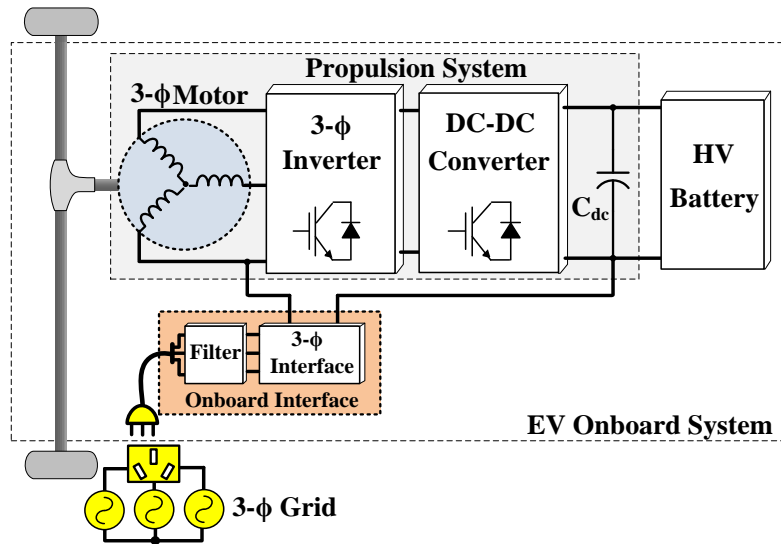 Propulsion System
3-ϕ Motor
3-ϕ
Inverter
DC-DC
Converter
HV
Battery
Cdc
Filter
3-ϕ
Interface
Onboard Interface
EV Onboard System
3-ϕ Grid